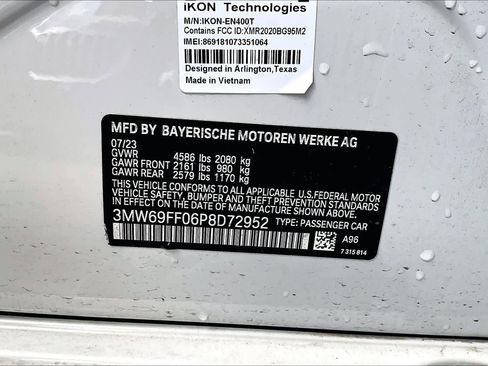 iKON Technologies
M/N:IKON-EN400T
Contains FCC ID:XMR2020BG95M2
IMEI:869181073351064
Designed in Arlington,Texas
Made in Vietnam
MFD BY BAYERISCHE MOTOREN WERKE AG
07/23
GVWR 4586 lbs 2080 kg
GAWR FRONT 2161 lbs 980 kg
GAWR REAR 2579 lbs 1170 kg
THIS VEHICLE CONFORMS TO ALL APPLICABLE U.S.FEDERAL MOTOR
VEHICLE SAFETY, BUMPER AND THEFT PREVENTION STANDARDS IN
EFFECT ON THE DATE OF MANUFACTURE SHOWN ABOVE.
3MW69FF06P8D72952 TYPE: PASSENGER CAR
A96
7 315 814